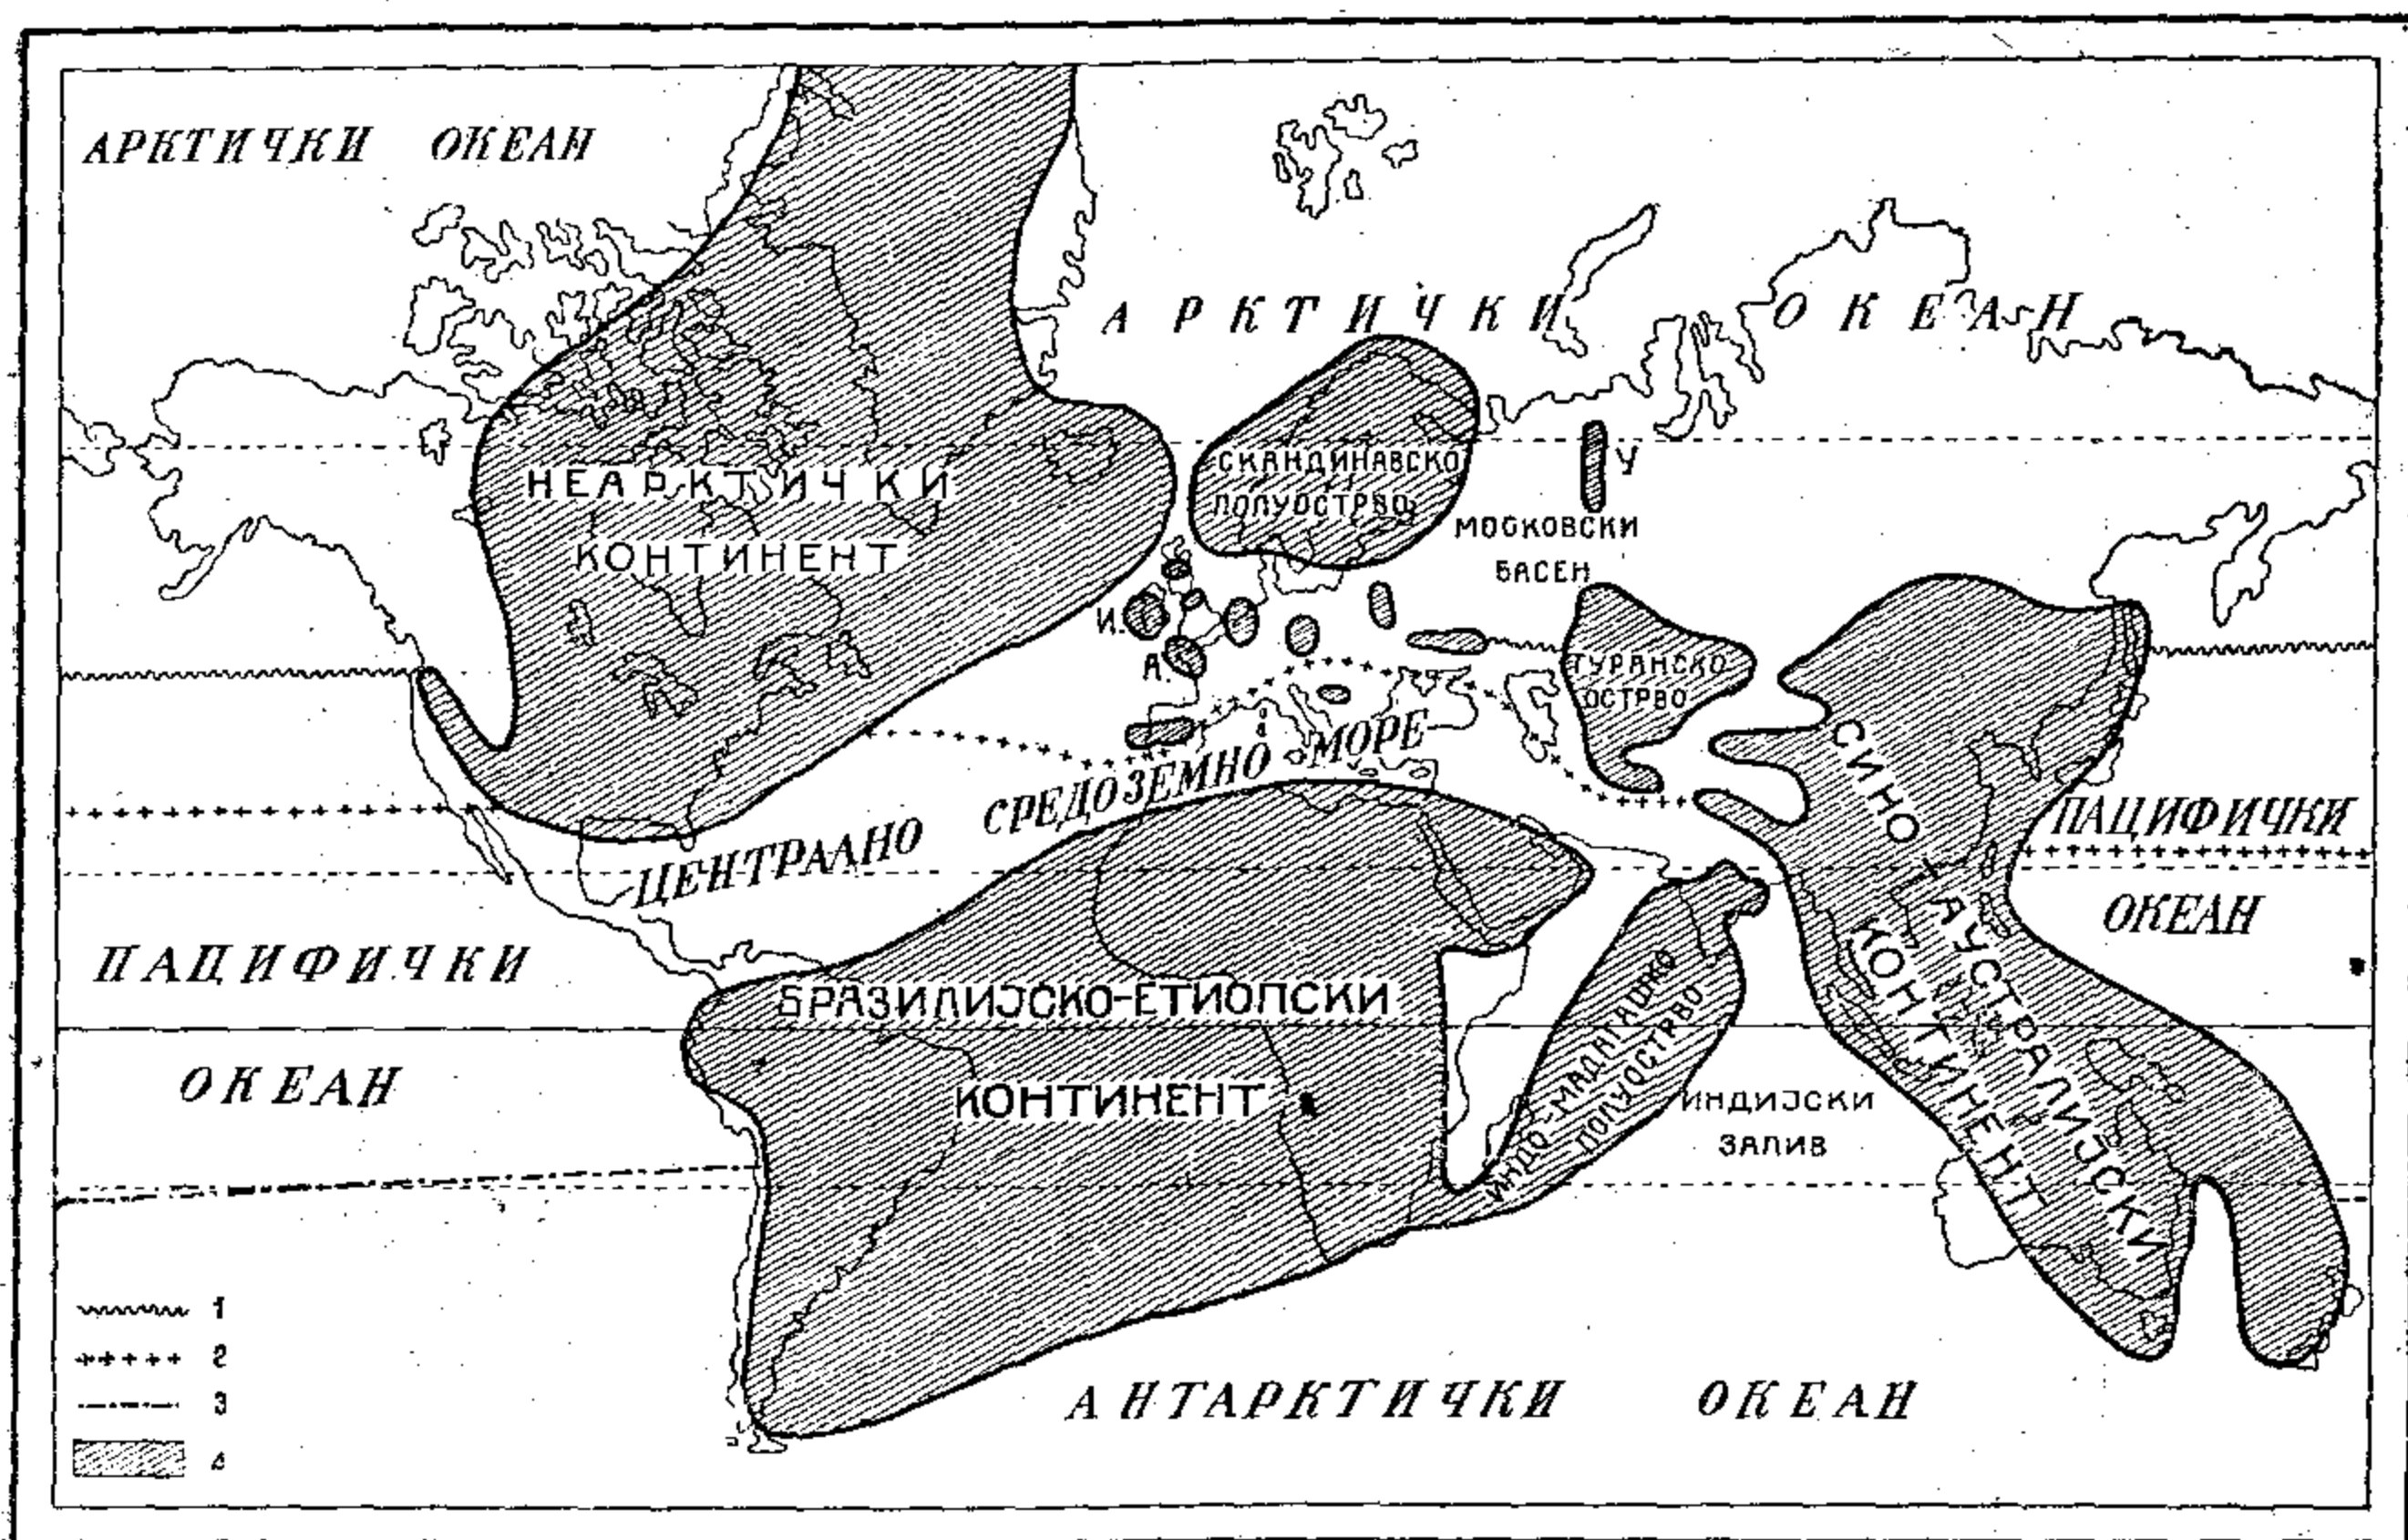 АРКТИЧКИ ОКЕАН
АРКТИЧКИ ОКЕАН
НЕАРКТИЧКИ
КОНТИНЕНТ
СКАНДИНАВСКО
ПОЛУОСТРВО
У
МОСКОВСКИ
БАСЕН
И.
А.
ТУРАНСКО
ОСТРВО
ЦЕНТРААНО СРЕДОЗЕМНО МОРЕ
СИНО-АУСТРАЛИЈСКИ
КОНТИНЕНТ
ПАЦИФИЧКИ
ОКЕАН
ПАЦИФИЧКИ
ОКЕАН
БРАЗИЛИЈСКО-ЕТИОПСКИ
КОНТИНЕНТ
ИНДО-МАДАГАШКО
ПОЛУОСТРВО
ИНДИЈСКИ
ЗАЛИВ
АНТАРКТИЧКИ ОКЕАН
1
2
3
4